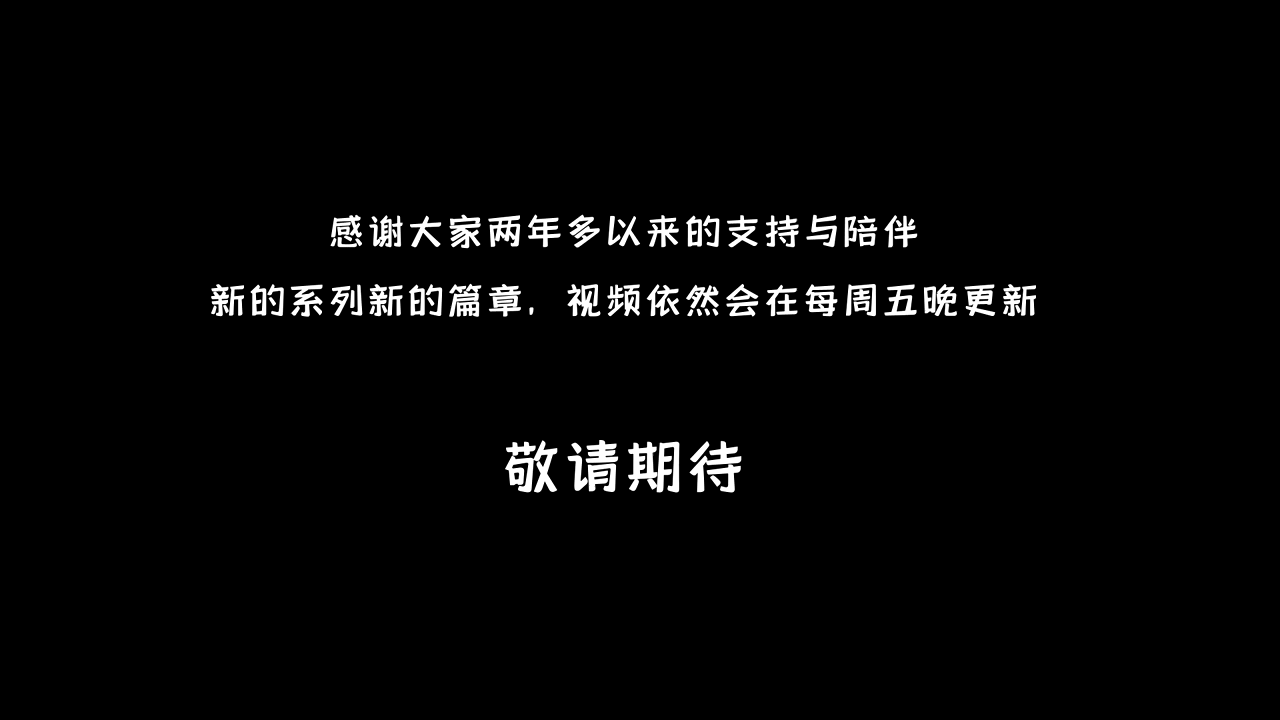 感谢大家两年多以来的支持与陪伴
新的系列新的篇章，视频依然会在每周五晚更新
敬请期待